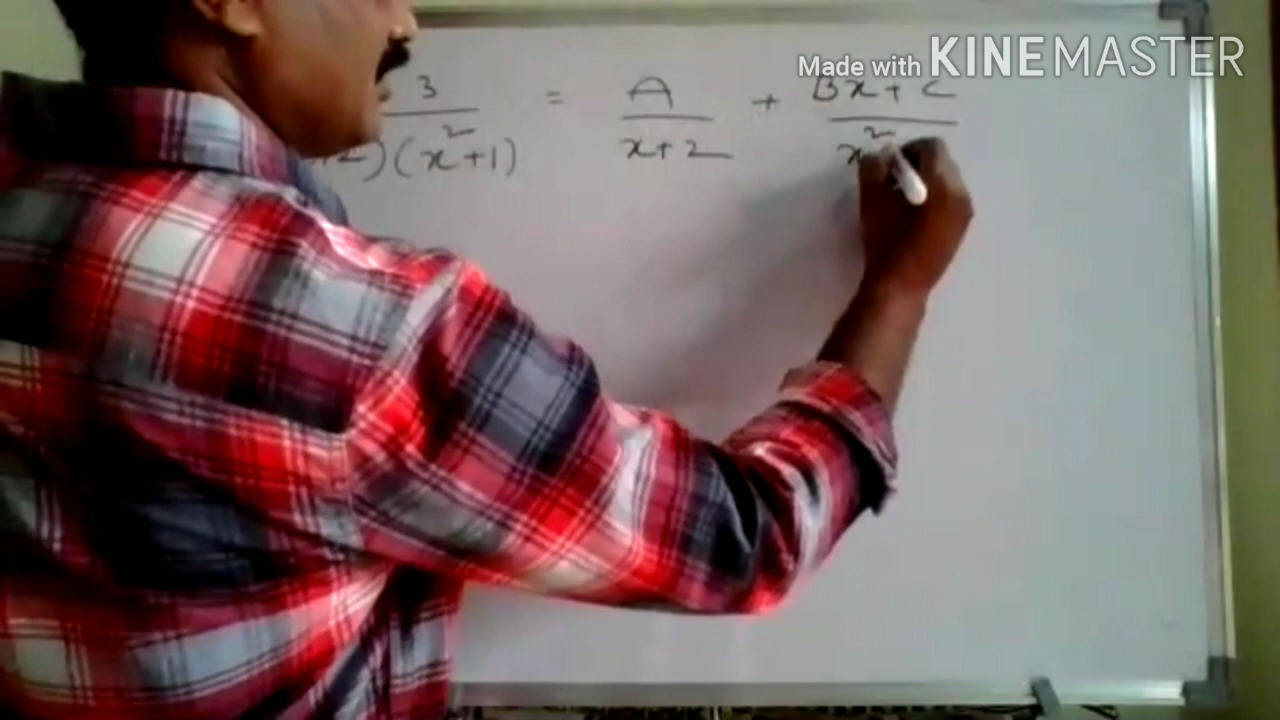 Made with KINEMASTER
3 / 2)(x²+1) = A / x+2 + Bx+C / x²